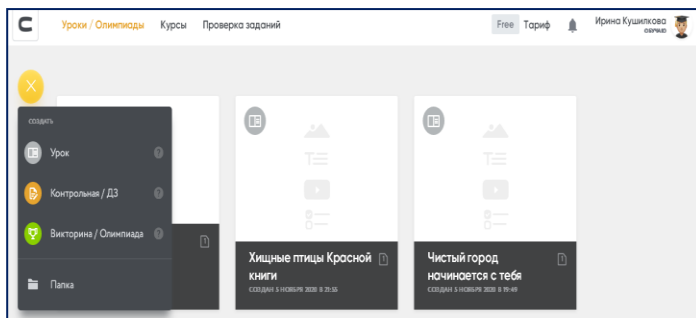 C
Уроки / Олимпиады Курсы Проверка заданий Free Тариф Ирина Кушилкова
ОБУЧАЮ
СОЗДАТЬ
Урок ?
Контрольная / ДЗ ?
Викторина / Олимпиада ?
Папка
Хищные птицы Красной книги
СОЗДАН 5 НОЯБРЯ 2020 В 21:55
Чистый город
начинается с тебя
СОЗДАН 5 НОЯБРЯ 2020 В 19:49